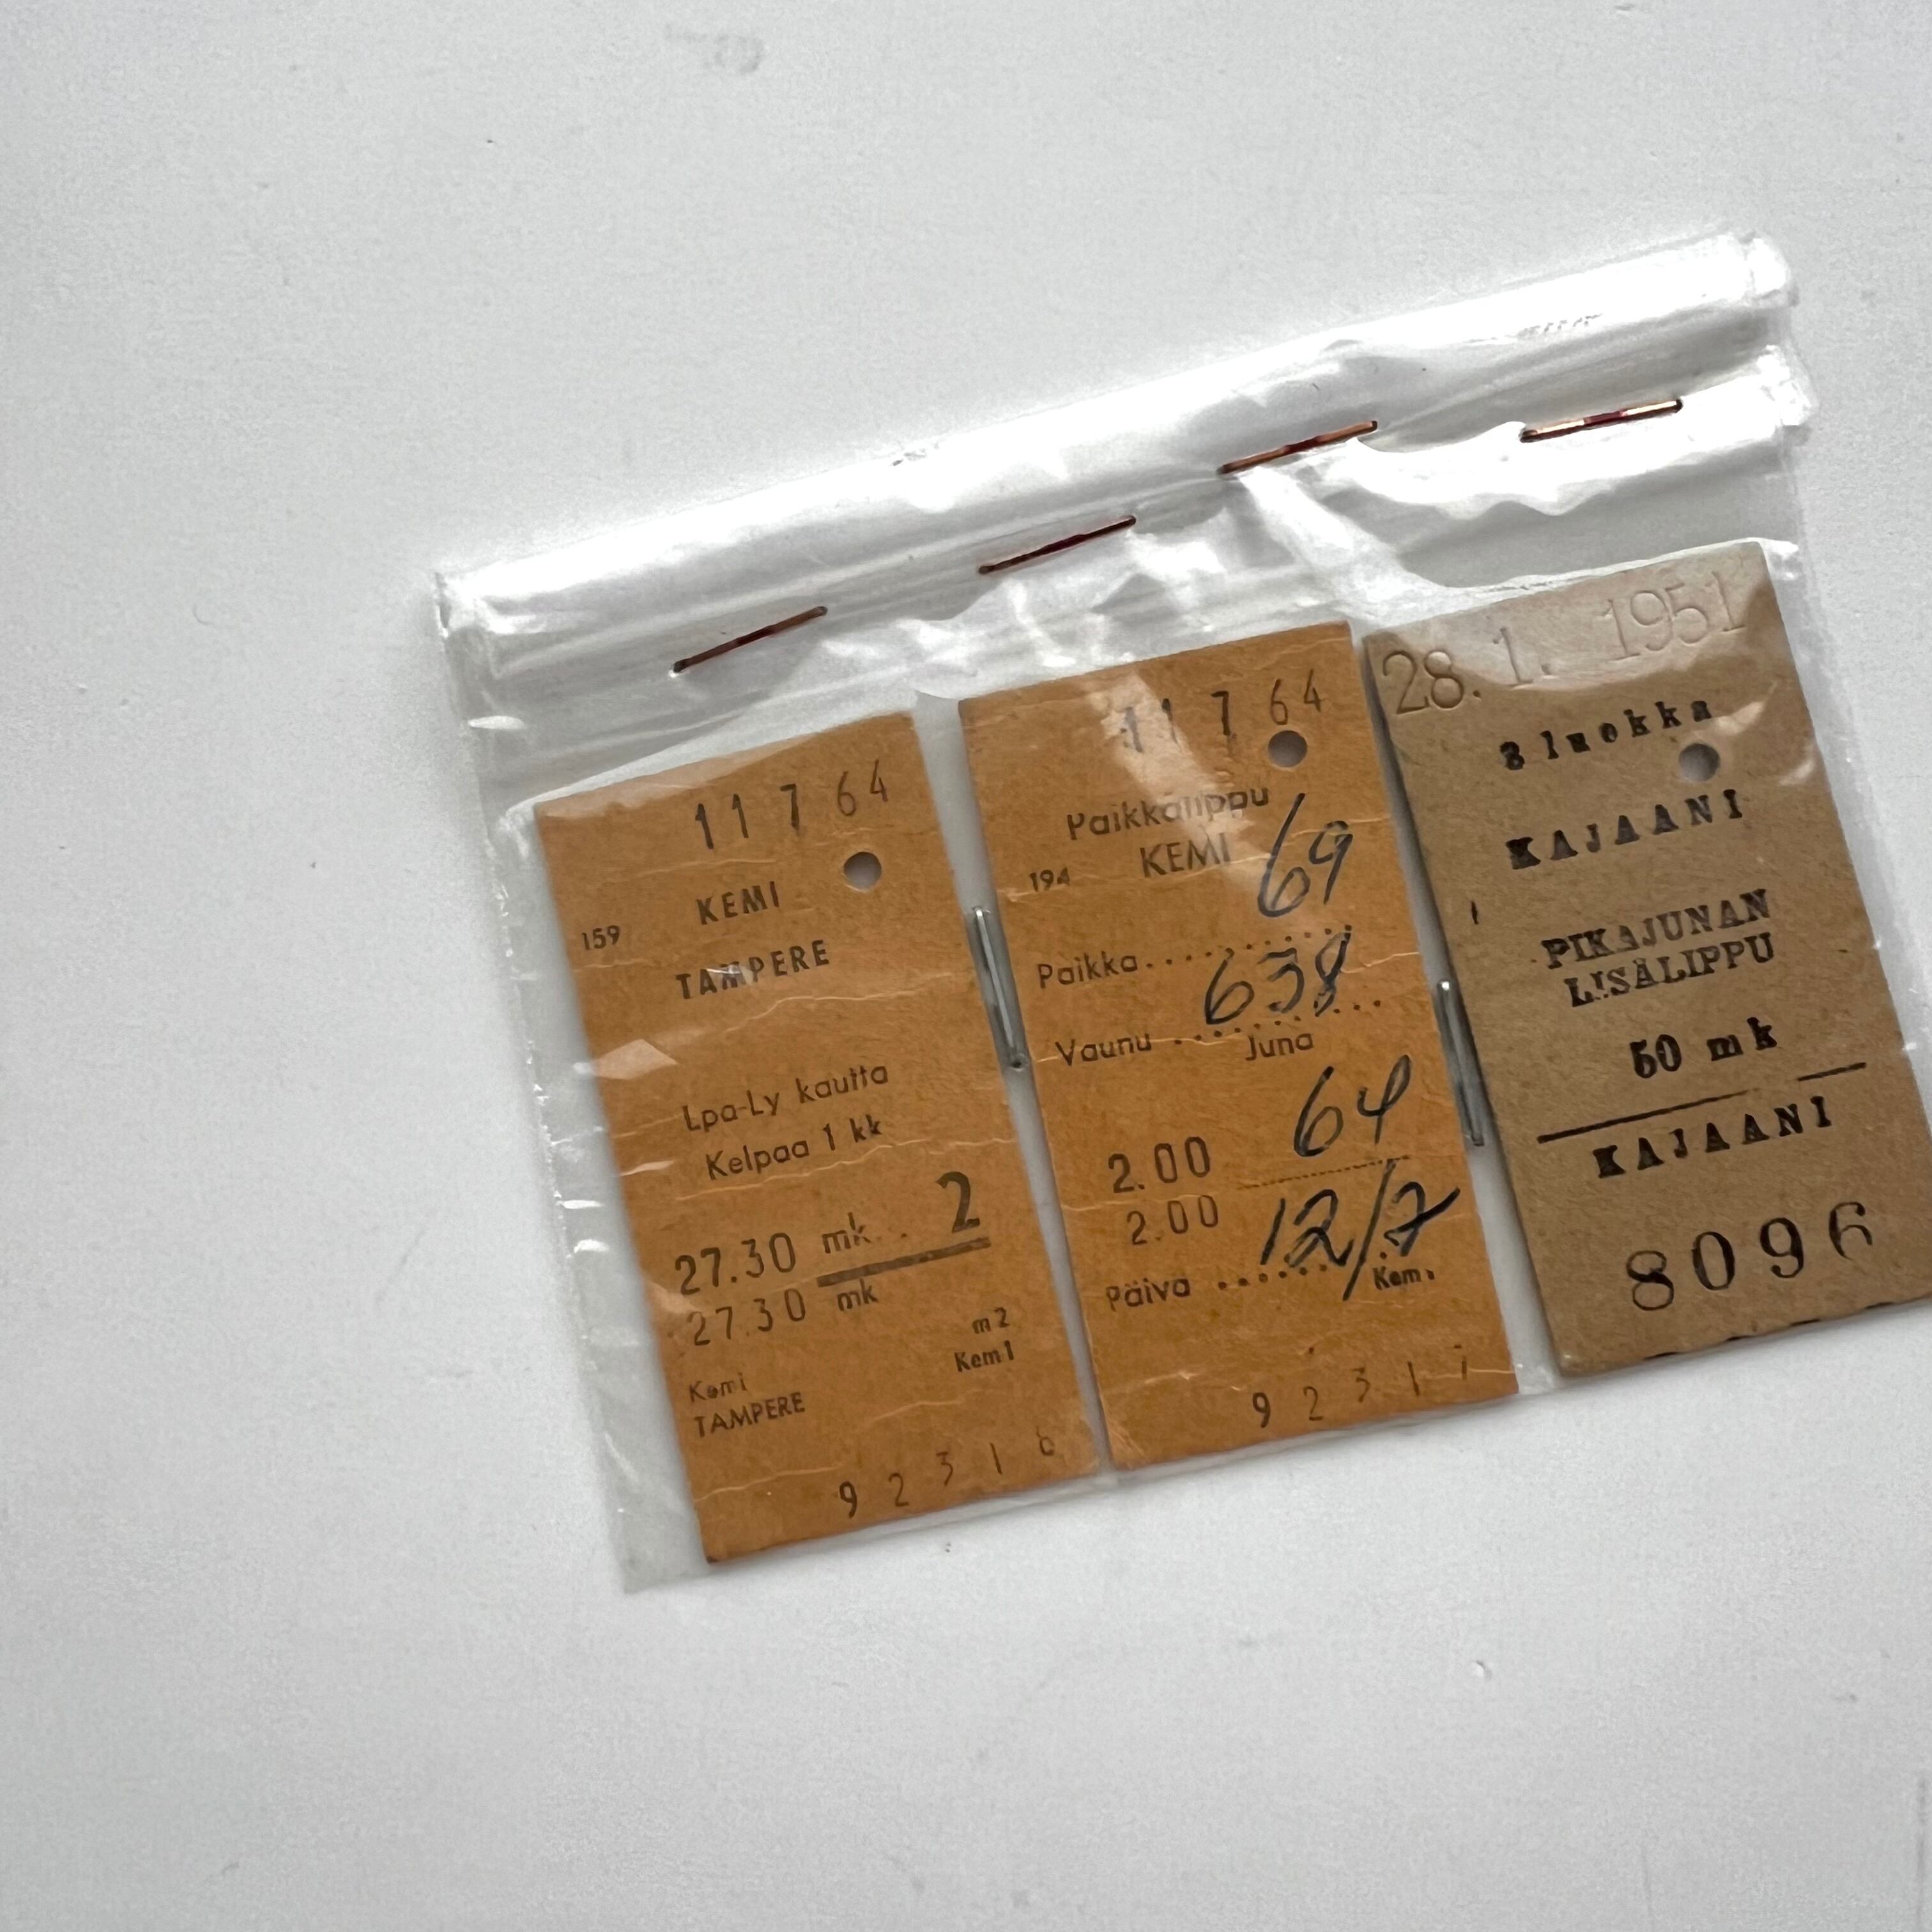 11 7 64
KEMI
159
TAMPERE
Lpa-Ly kautta
Kelpaa 1 kk
27.30 mk.. 2
27.30 mk
m2
Kem1
Kemi
TAMPERE
92316
11 7 64
Paikkalippu
194 KEMI
69
Paikka.....
638
Vaunu ....
Juna
64
2.00
2.00
12/7
Päivä ......
Kem.
92317
28. 1. 1951
3 luokka
KAJAANI
PIKAJUNAN
LISÄLIPPU
50 mk
KAJAANI
8096